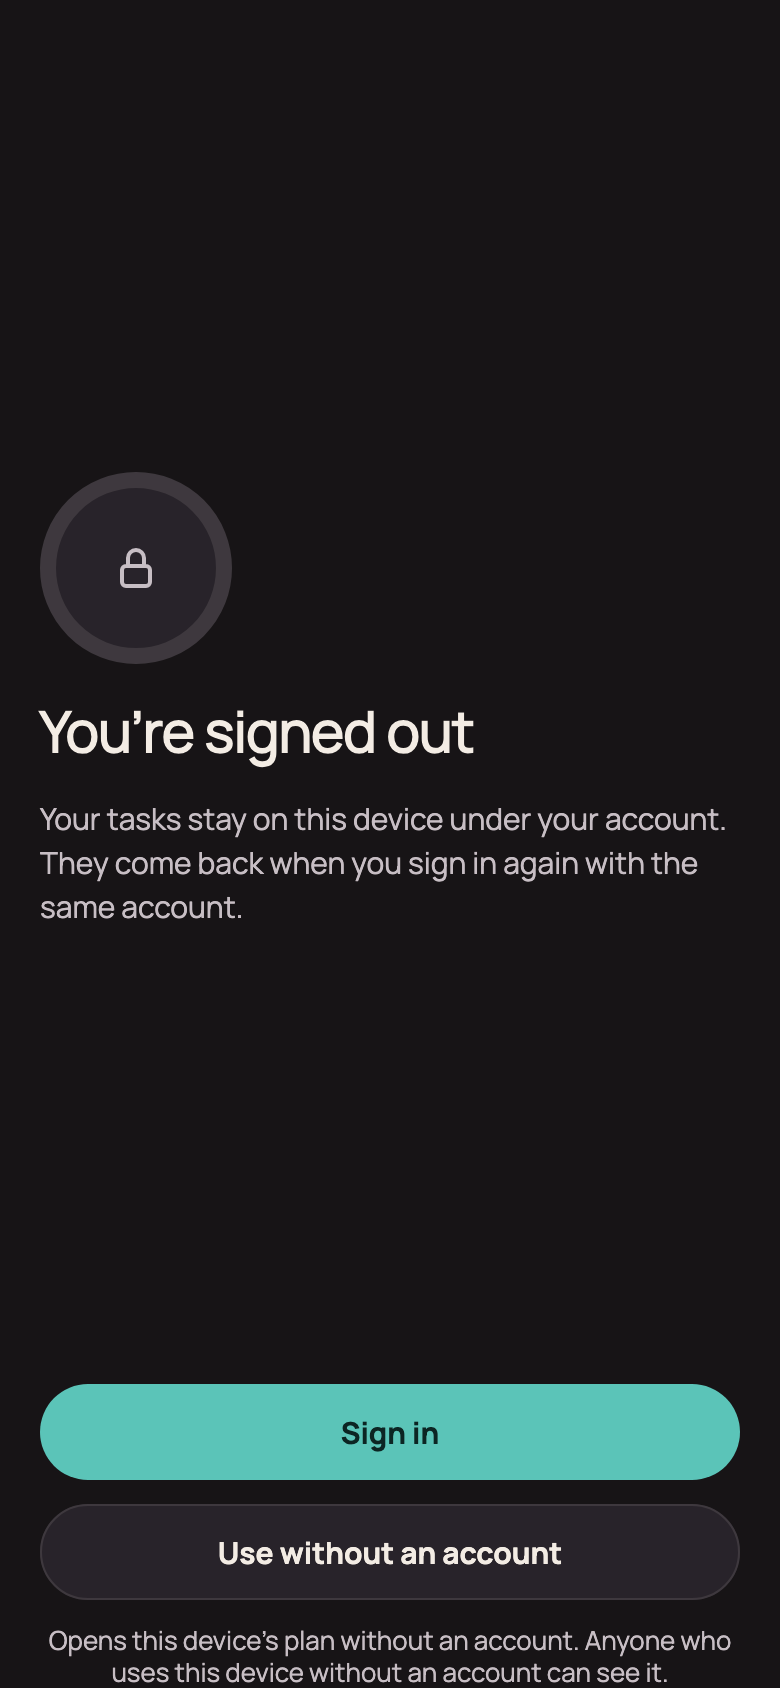 You’re signed out
Your tasks stay on this device under your account.
They come back when you sign in again with the
same account.
Sign in
Use without an account
Opens this device’s plan without an account. Anyone who
uses this device without an account can see it.